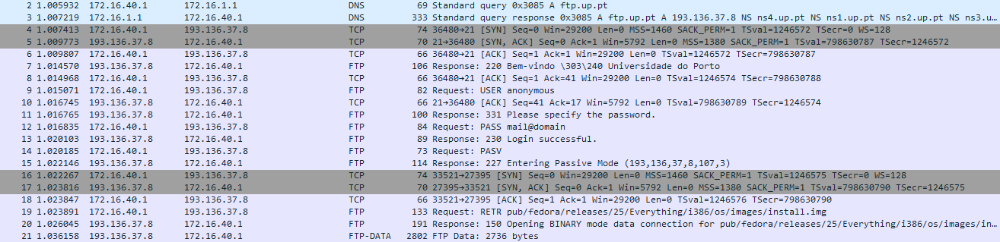 2 1.005932 172.16.40.1 172.16.1.1 DNS 69 Standard query 0x3085 A ftp.up.pt
3 1.007219 172.16.1.1 172.16.40.1 DNS 333 Standard query response 0x3085 A ftp.up.pt A 193.136.37.8 NS ns4.up.pt NS ns1.up.pt NS ns2.up.pt NS ns3.u…
4 1.007413 172.16.40.1 193.136.37.8 TCP 74 36480→21 [SYN] Seq=0 Win=29200 Len=0 MSS=1460 SACK_PERM=1 TSval=1246572 TSecr=0 WS=128
5 1.009773 193.136.37.8 172.16.40.1 TCP 70 21→36480 [SYN, ACK] Seq=0 Ack=1 Win=5792 Len=0 MSS=1380 SACK_PERM=1 TSval=798630787 TSecr=1246572
6 1.009807 172.16.40.1 193.136.37.8 TCP 66 36480→21 [ACK] Seq=1 Ack=1 Win=29200 Len=0 TSval=1246572 TSecr=798630787
7 1.014570 193.136.37.8 172.16.40.1 FTP 106 Response: 220 Bem-vindo \303\240 Universidade do Porto
8 1.014968 172.16.40.1 193.136.37.8 TCP 66 36480→21 [ACK] Seq=1 Ack=41 Win=29200 Len=0 TSval=1246574 TSecr=798630788
9 1.015071 172.16.40.1 193.136.37.8 FTP 82 Request: USER anonymous
10 1.016745 193.136.37.8 172.16.40.1 TCP 66 21→36480 [ACK] Seq=41 Ack=17 Win=5792 Len=0 TSval=798630789 TSecr=1246574
11 1.016765 193.136.37.8 172.16.40.1 FTP 100 Response: 331 Please specify the password.
12 1.016835 172.16.40.1 193.136.37.8 FTP 84 Request: PASS mail@domain
13 1.020103 193.136.37.8 172.16.40.1 FTP 89 Response: 230 Login successful.
14 1.020185 172.16.40.1 193.136.37.8 FTP 73 Request: PASV
15 1.022146 193.136.37.8 172.16.40.1 FTP 114 Response: 227 Entering Passive Mode (193,136,37,8,107,3)
16 1.022267 172.16.40.1 193.136.37.8 TCP 74 33521→27395 [SYN] Seq=0 Win=29200 Len=0 MSS=1460 SACK_PERM=1 TSval=1246575 TSecr=0 WS=128
17 1.023816 193.136.37.8 172.16.40.1 TCP 70 27395→33521 [SYN, ACK] Seq=0 Ack=1 Win=5792 Len=0 MSS=1380 SACK_PERM=1 TSval=798630790 TSecr=1246575
18 1.023847 172.16.40.1 193.136.37.8 TCP 66 33521→27395 [ACK] Seq=1 Ack=1 Win=29200 Len=0 TSval=1246576 TSecr=798630790
19 1.023891 172.16.40.1 193.136.37.8 FTP 133 Request: RETR pub/fedora/releases/25/Everything/i386/os/images/install.img
20 1.026045 193.136.37.8 172.16.40.1 FTP 191 Response: 150 Opening BINARY mode data connection for pub/fedora/releases/25/Everything/i386/os/images/in…
21 1.036158 193.136.37.8 172.16.40.1 FTP-DATA 2802 FTP Data: 2736 bytes